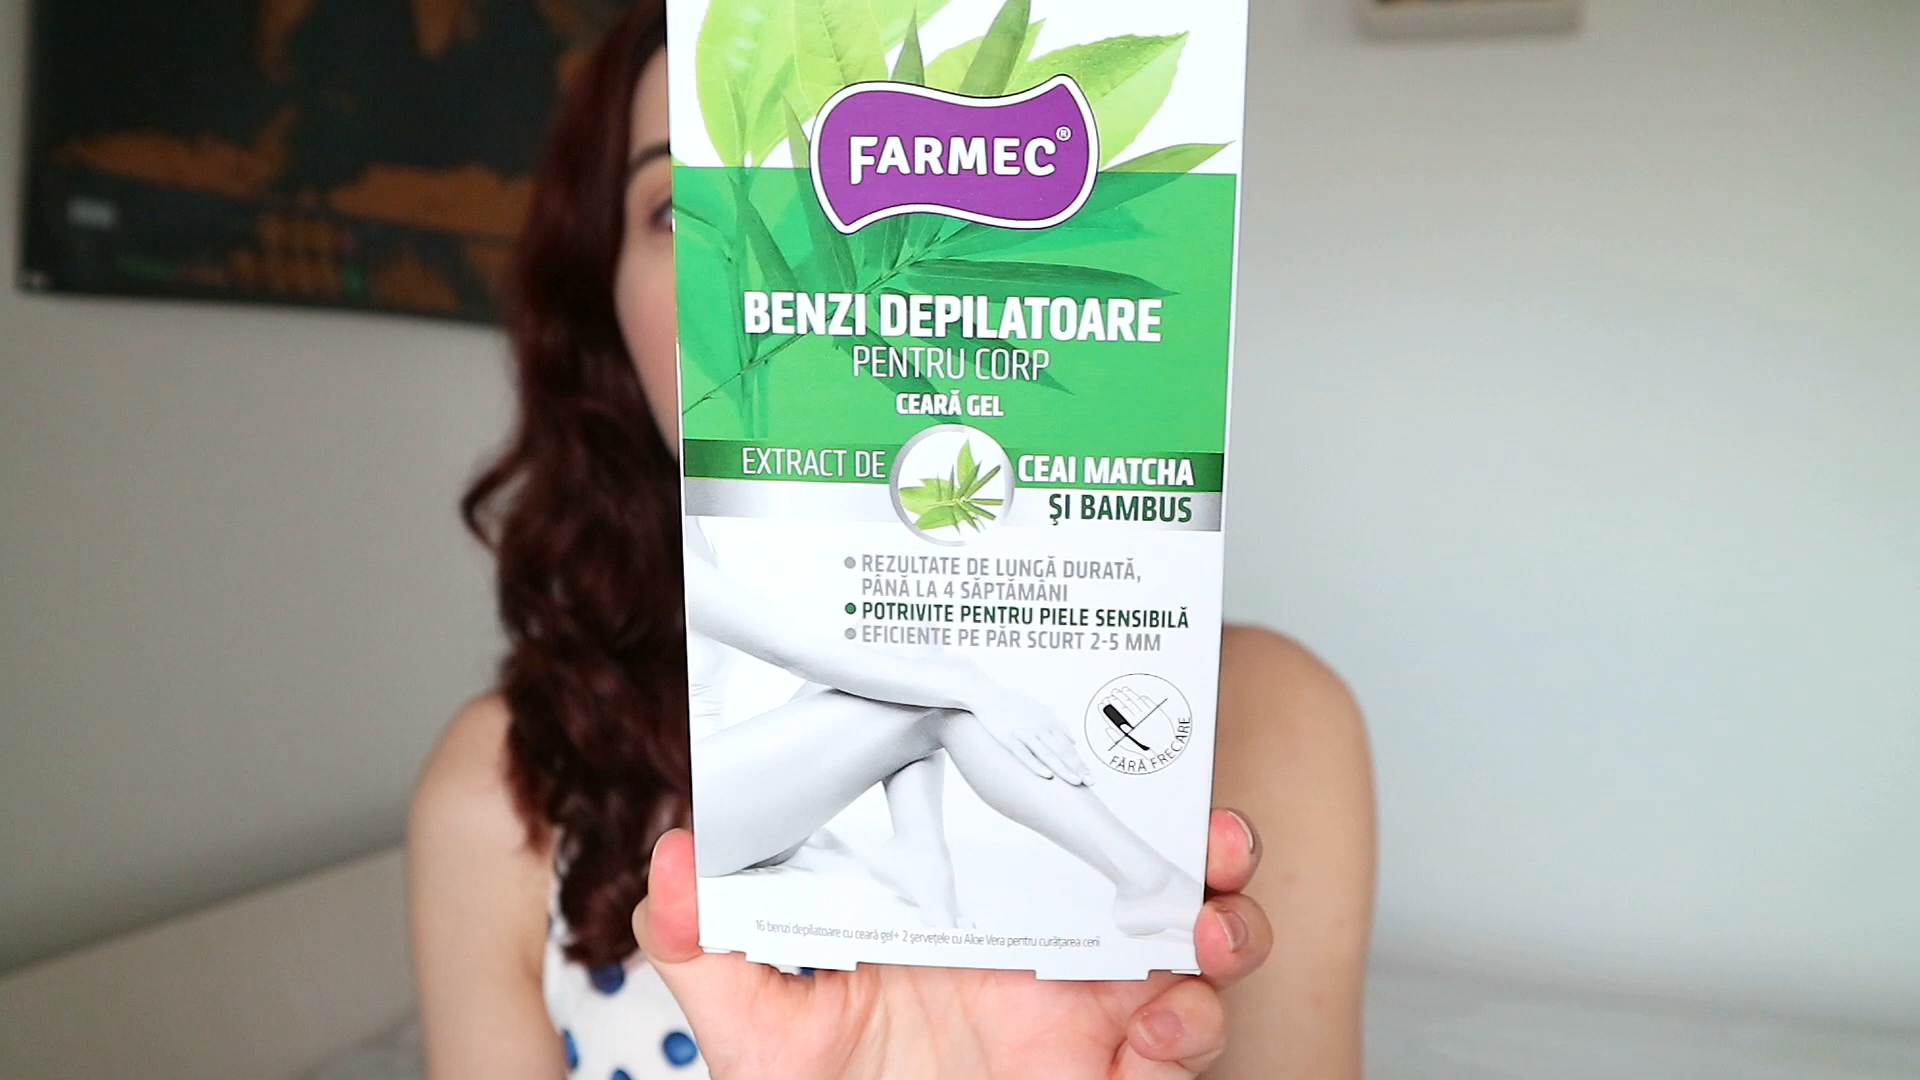 FARMEC®
BENZI DEPILATOARE
PENTRU CORP
CEARĂ GEL
EXTRACT DE CEAI MATCHA
ŞI BAMBUS
REZULTATE DE LUNGĂ DURATĂ,
PÂNĂ LA 4 SĂPTĂMÂNI
POTRIVITE PENTRU PIELE SENSIBILĂ
EFICIENTE PE PĂR SCURT 2-5 MM
FĂRĂ FRECARE
16 benzi depilatoare cu ceară gel+ 2 şerveţele cu Aloe Vera pentru curăţarea cerii